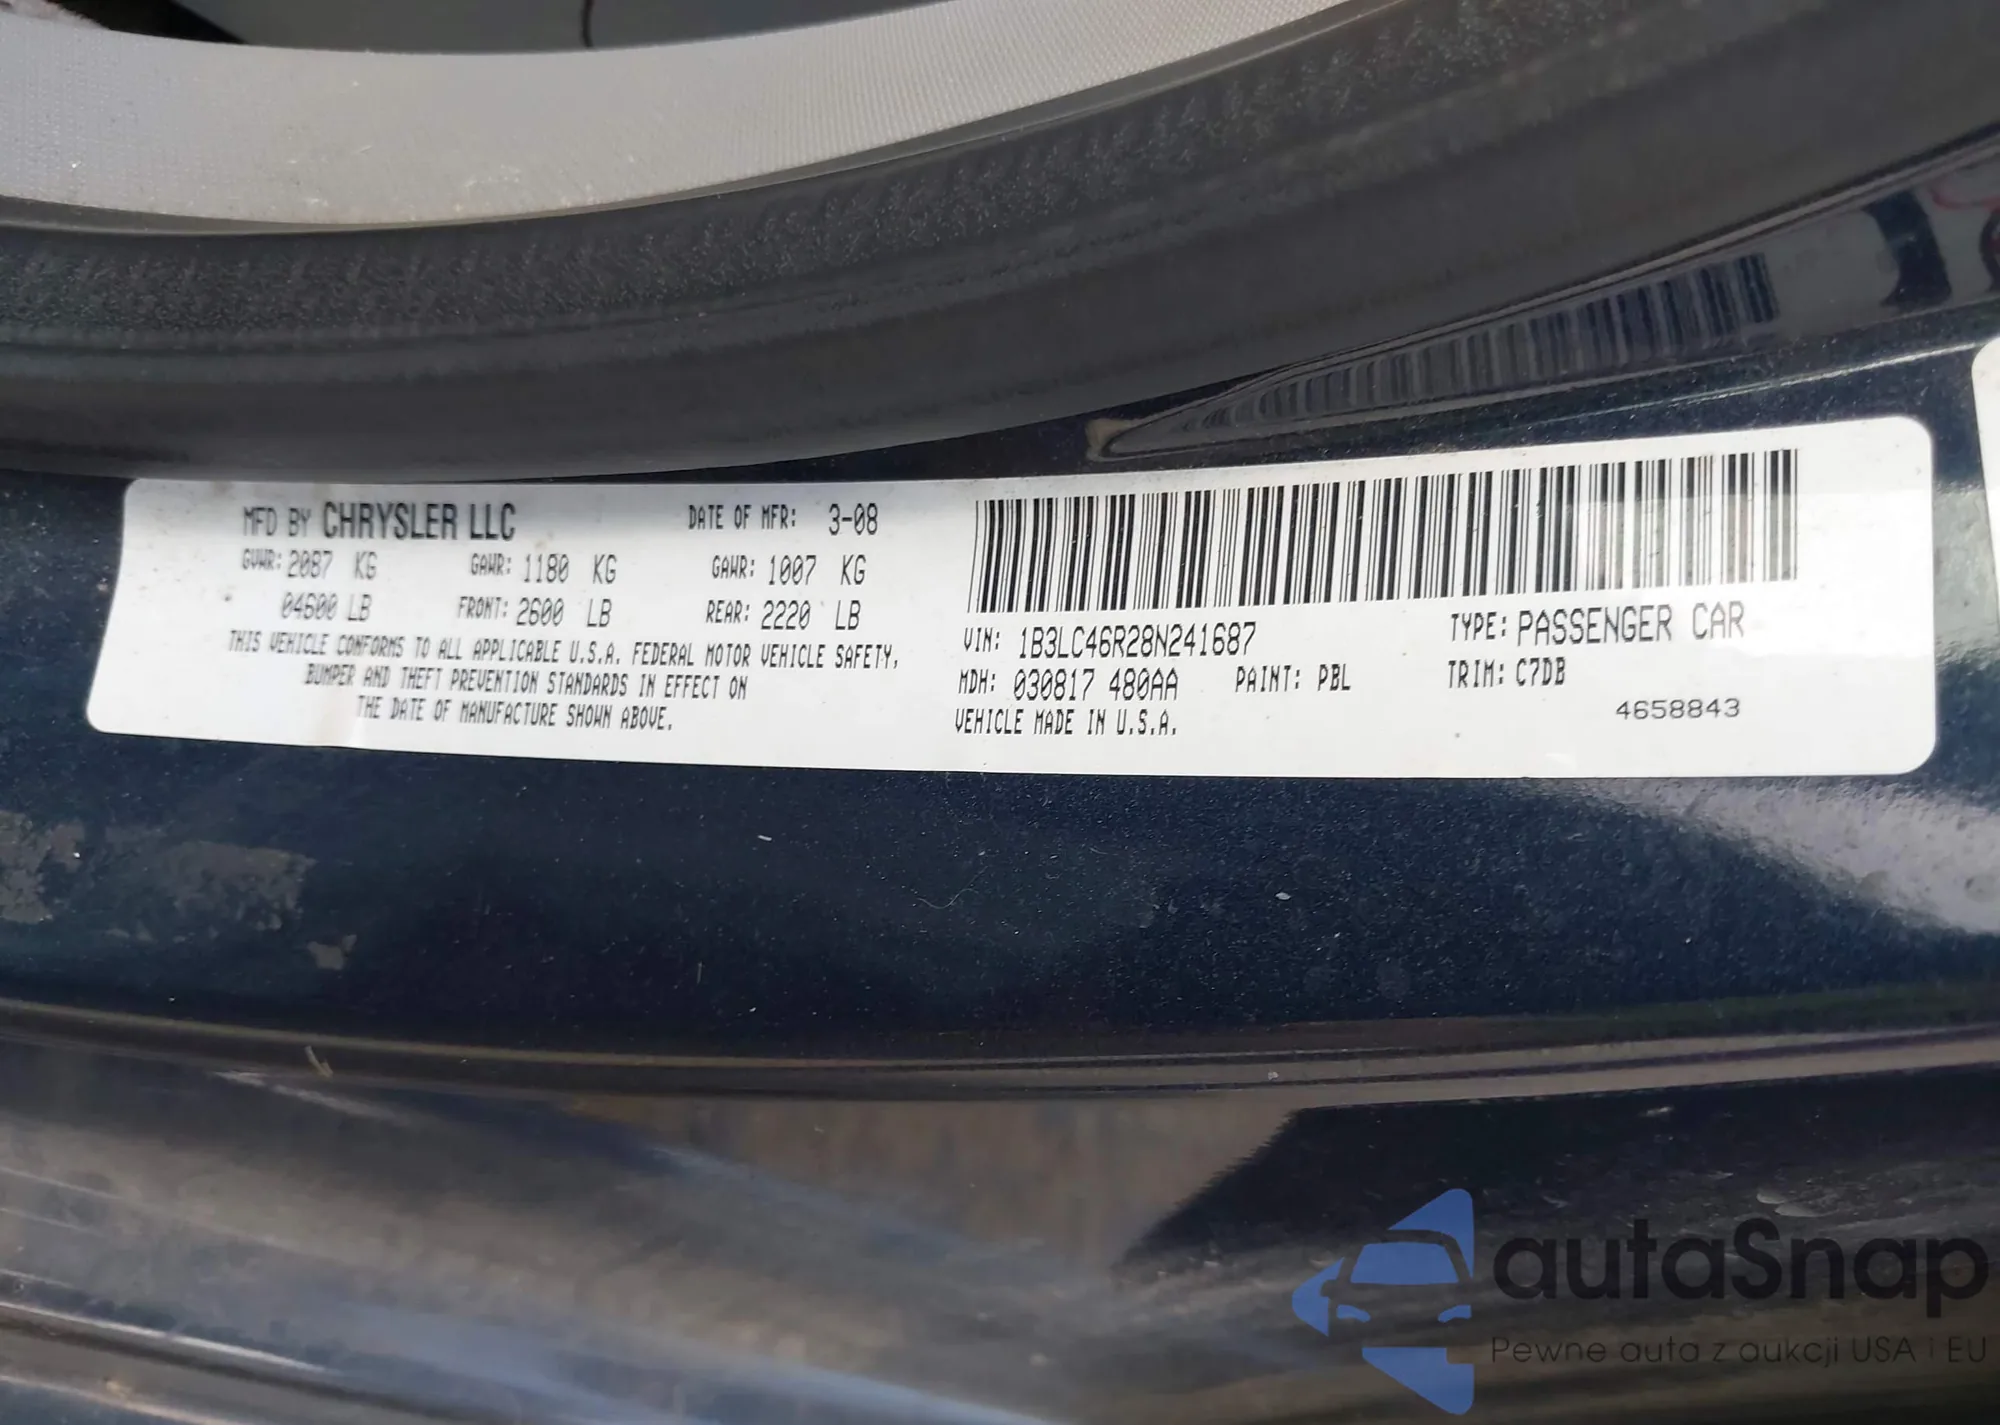 MFD BY CHRYSLER LLC DATE OF MFR: 3-08
GVWR: 2087 KG GAWR: 1180 KG GAWR: 1007 KG
04600 LB FRONT: 2600 LB REAR: 2220 LB
THIS VEHICLE CONFORMS TO ALL APPLICABLE U.S.A. FEDERAL MOTOR VEHICLE SAFETY,
BUMPER AND THEFT PREVENTION STANDARDS IN EFFECT ON
THE DATE OF MANUFACTURE SHOWN ABOVE.
VIN: 1B3LC46R28N241687 TYPE: PASSENGER CAR
MDH: 030817 480AA PAINT: PBL TRIM: C7DB
VEHICLE MADE IN U.S.A. 4658843
autaSnap
Pewne auta z aukcji USA i EU